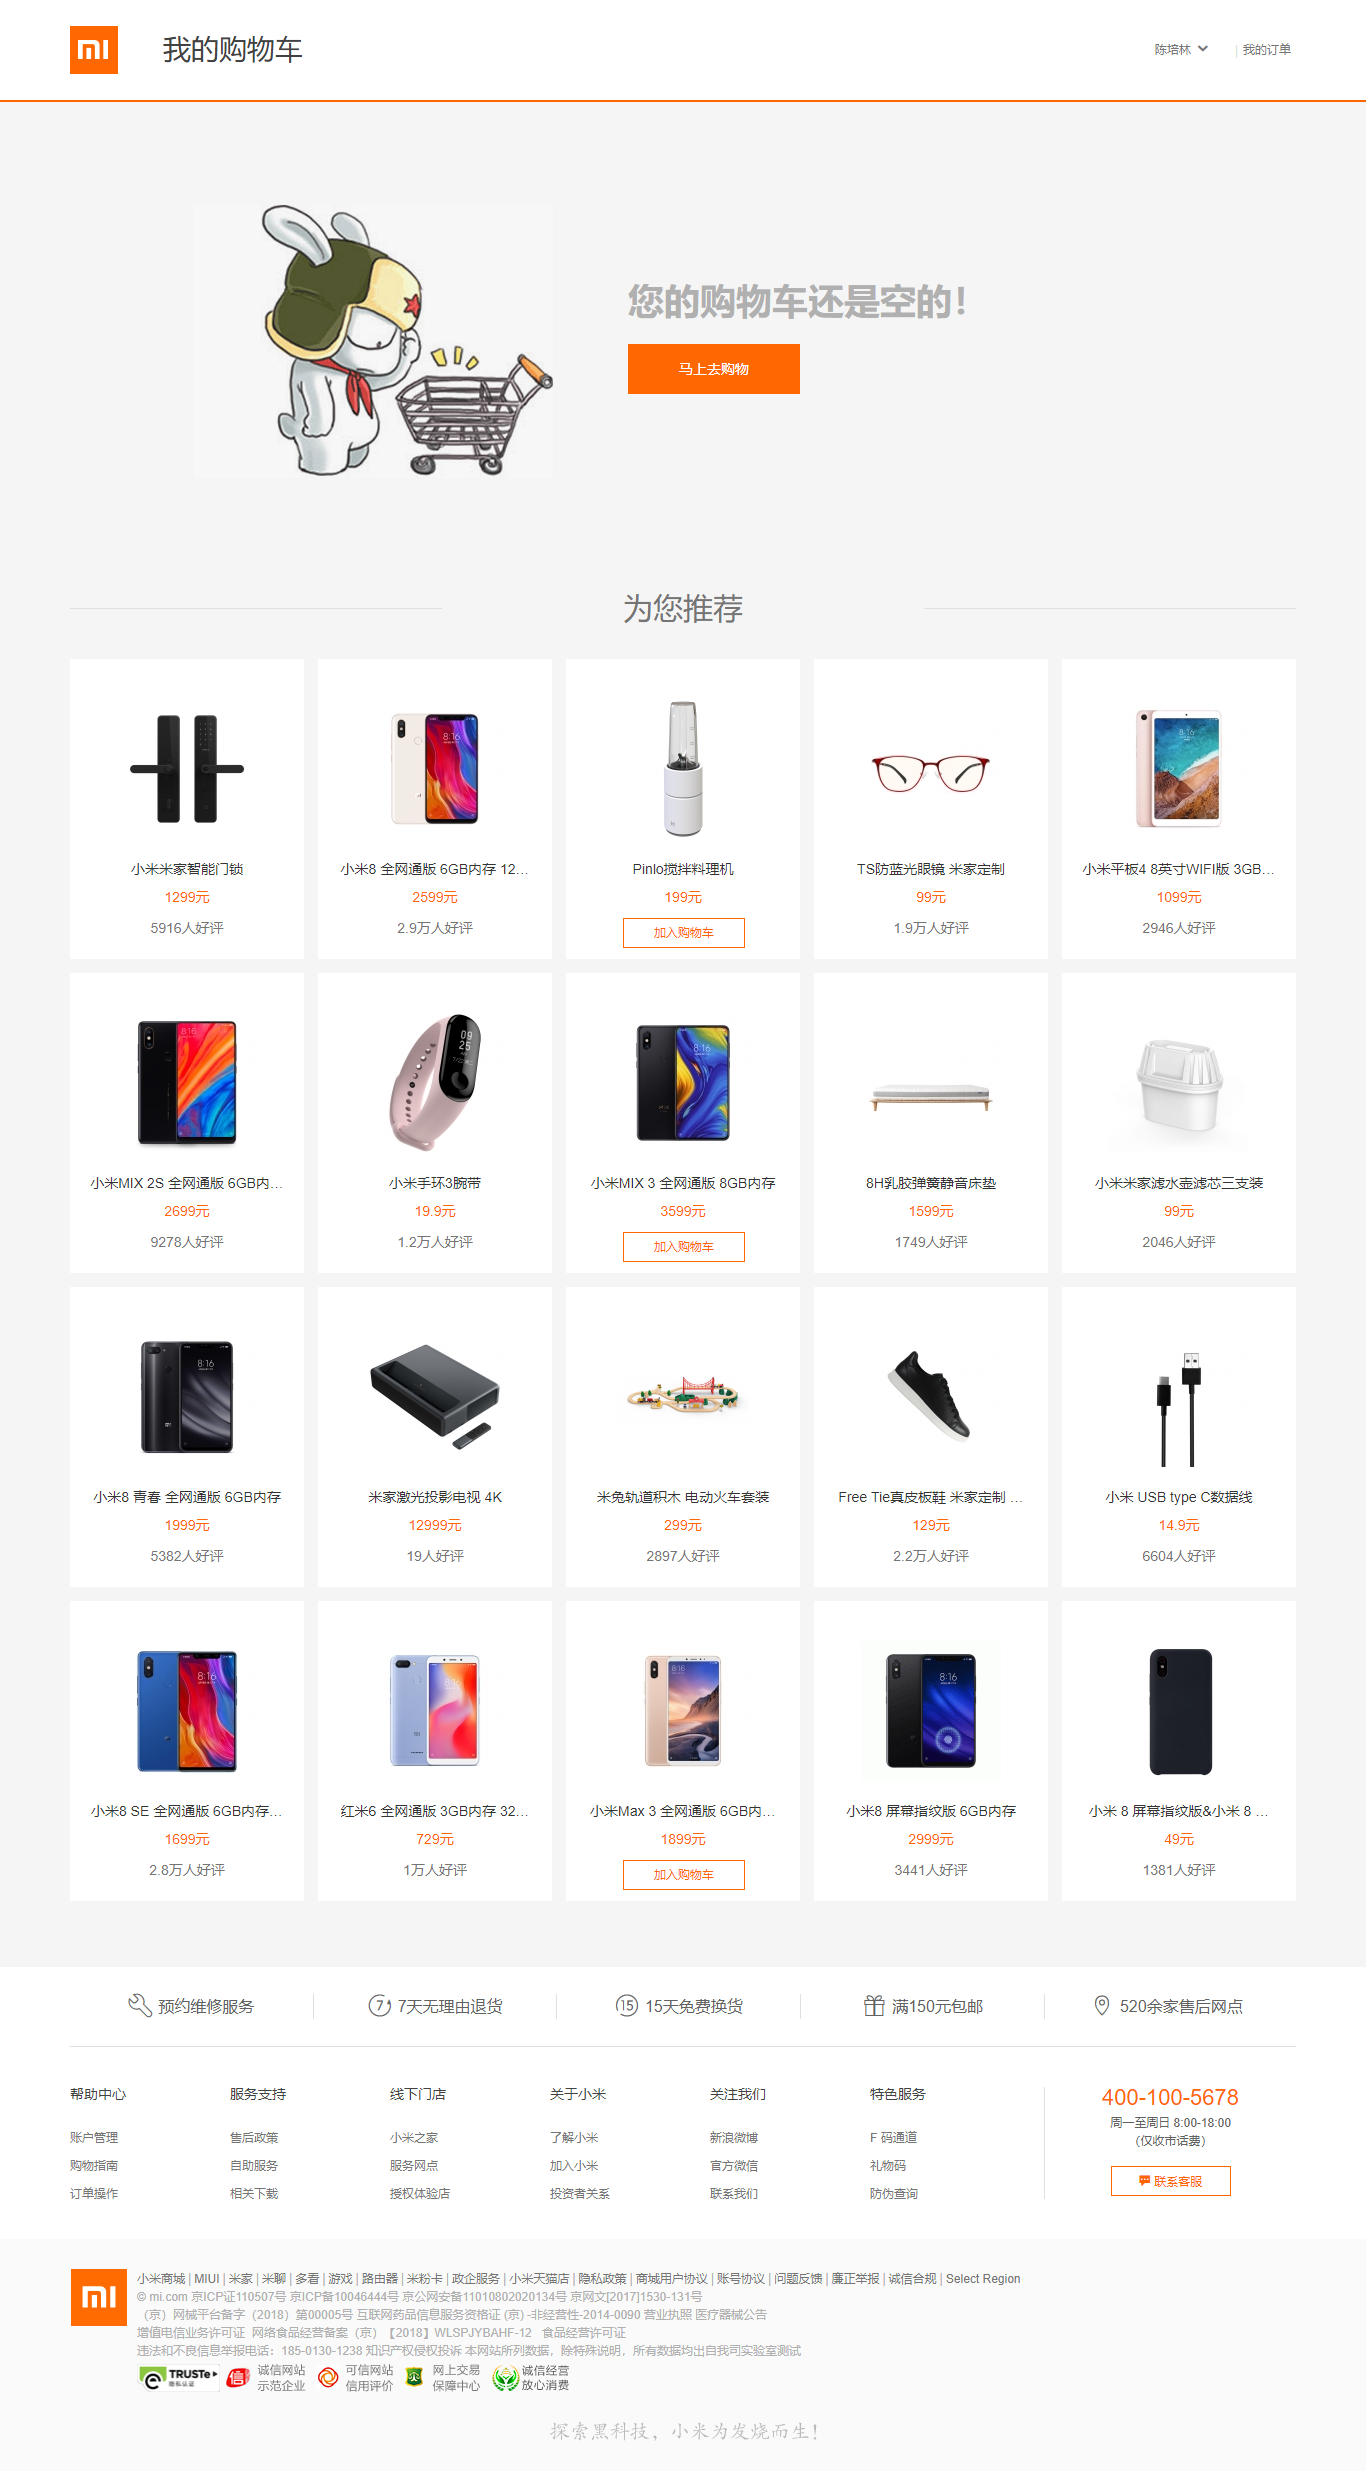 我的购物车
陈培林
| 我的订单
您的购物车还是空的！
马上去购物
为您推荐
小米米家智能门锁
1299元
5916人好评
小米8 全网通版 6GB内存 12...
2599元
2.9万人好评
Pinlo搅拌料理机
199元
加入购物车
TS防蓝光眼镜 米家定制
99元
1.9万人好评
小米平板4 8英寸WIFI版 3GB...
1099元
2946人好评
小米MIX 2S 全网通版 6GB内...
2699元
9278人好评
小米手环3腕带
19.9元
1.2万人好评
小米MIX 3 全网通版 8GB内存
3599元
加入购物车
8H乳胶弹簧静音床垫
1599元
1749人好评
小米米家滤水壶滤芯三支装
99元
2046人好评
小米8 青春 全网通版 6GB内存
1999元
5382人好评
米家激光投影电视 4K
12999元
19人好评
米兔轨道积木 电动火车套装
299元
2897人好评
Free Tie真皮板鞋 米家定制 ...
129元
2.2万人好评
小米 USB type C数据线
14.9元
6604人好评
小米8 SE 全网通版 6GB内存...
1699元
2.8万人好评
红米6 全网通版 3GB内存 32...
729元
1万人好评
小米Max 3 全网通版 6GB内...
1899元
加入购物车
小米8 屏幕指纹版 6GB内存
2999元
3441人好评
小米 8 屏幕指纹版&小米 8 ...
49元
1381人好评
预约维修服务
7天无理由退货
15天免费换货
满150元包邮
520余家售后网点
帮助中心
账户管理
购物指南
订单操作
服务支持
售后政策
自助服务
相关下载
线下门店
小米之家
服务网点
授权体验店
关于小米
了解小米
加入小米
投资者关系
关注我们
新浪微博
官方微信
联系我们
特色服务
F 码通道
礼物码
防伪查询
400-100-5678
周一至周日 8:00-18:00
（仅收市话费）
联系客服
小米商城 | MIUI | 米家 | 米聊 | 多看 | 游戏 | 路由器 | 米粉卡 | 政企服务 | 小米天猫店 | 隐私政策 | 商城用户协议 | 账号协议 | 问题反馈 | 廉正举报 | 诚信合规 | Select Region
© mi.com 京ICP证110507号 京ICP备10046444号 京公网安备11010802020134号 京网文[2017]1530-131号
（京）网械平台备字（2018）第00005号 互联网药品信息服务资格证 (京) -非经营性-2014-0090 营业执照 医疗器械公告
增值电信业务许可证 网络食品经营备案（京）【2018】WLSPJYBAHF-12 食品经营许可证
违法和不良信息举报电话：185-0130-1238 知识产权侵权投诉 本网站所列数据，除特殊说明，所有数据均出自我司实验室测试
TRUSTe
隐私认证
诚信网站
示范企业
可信网站
信用评价
网上交易
保障中心
诚信经营
放心消费
探索黑科技，小米为发烧而生！